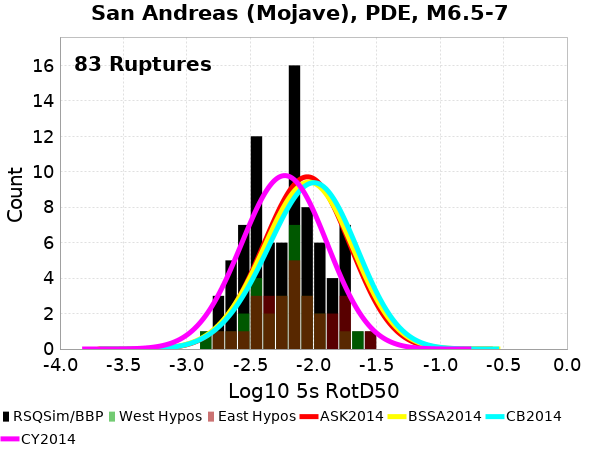 San Andreas (Mojave), PDE, M6.5-7
83 Ruptures
16
14
12
10
8
6
4
2
0
Count
-4.0 -3.5 -3.0 -2.5 -2.0 -1.5 -1.0 -0.5 0.0
Log10 5s RotD50
RSQSim/BBP West Hypos East Hypos ASK2014 BSSA2014 CB2014
CY2014